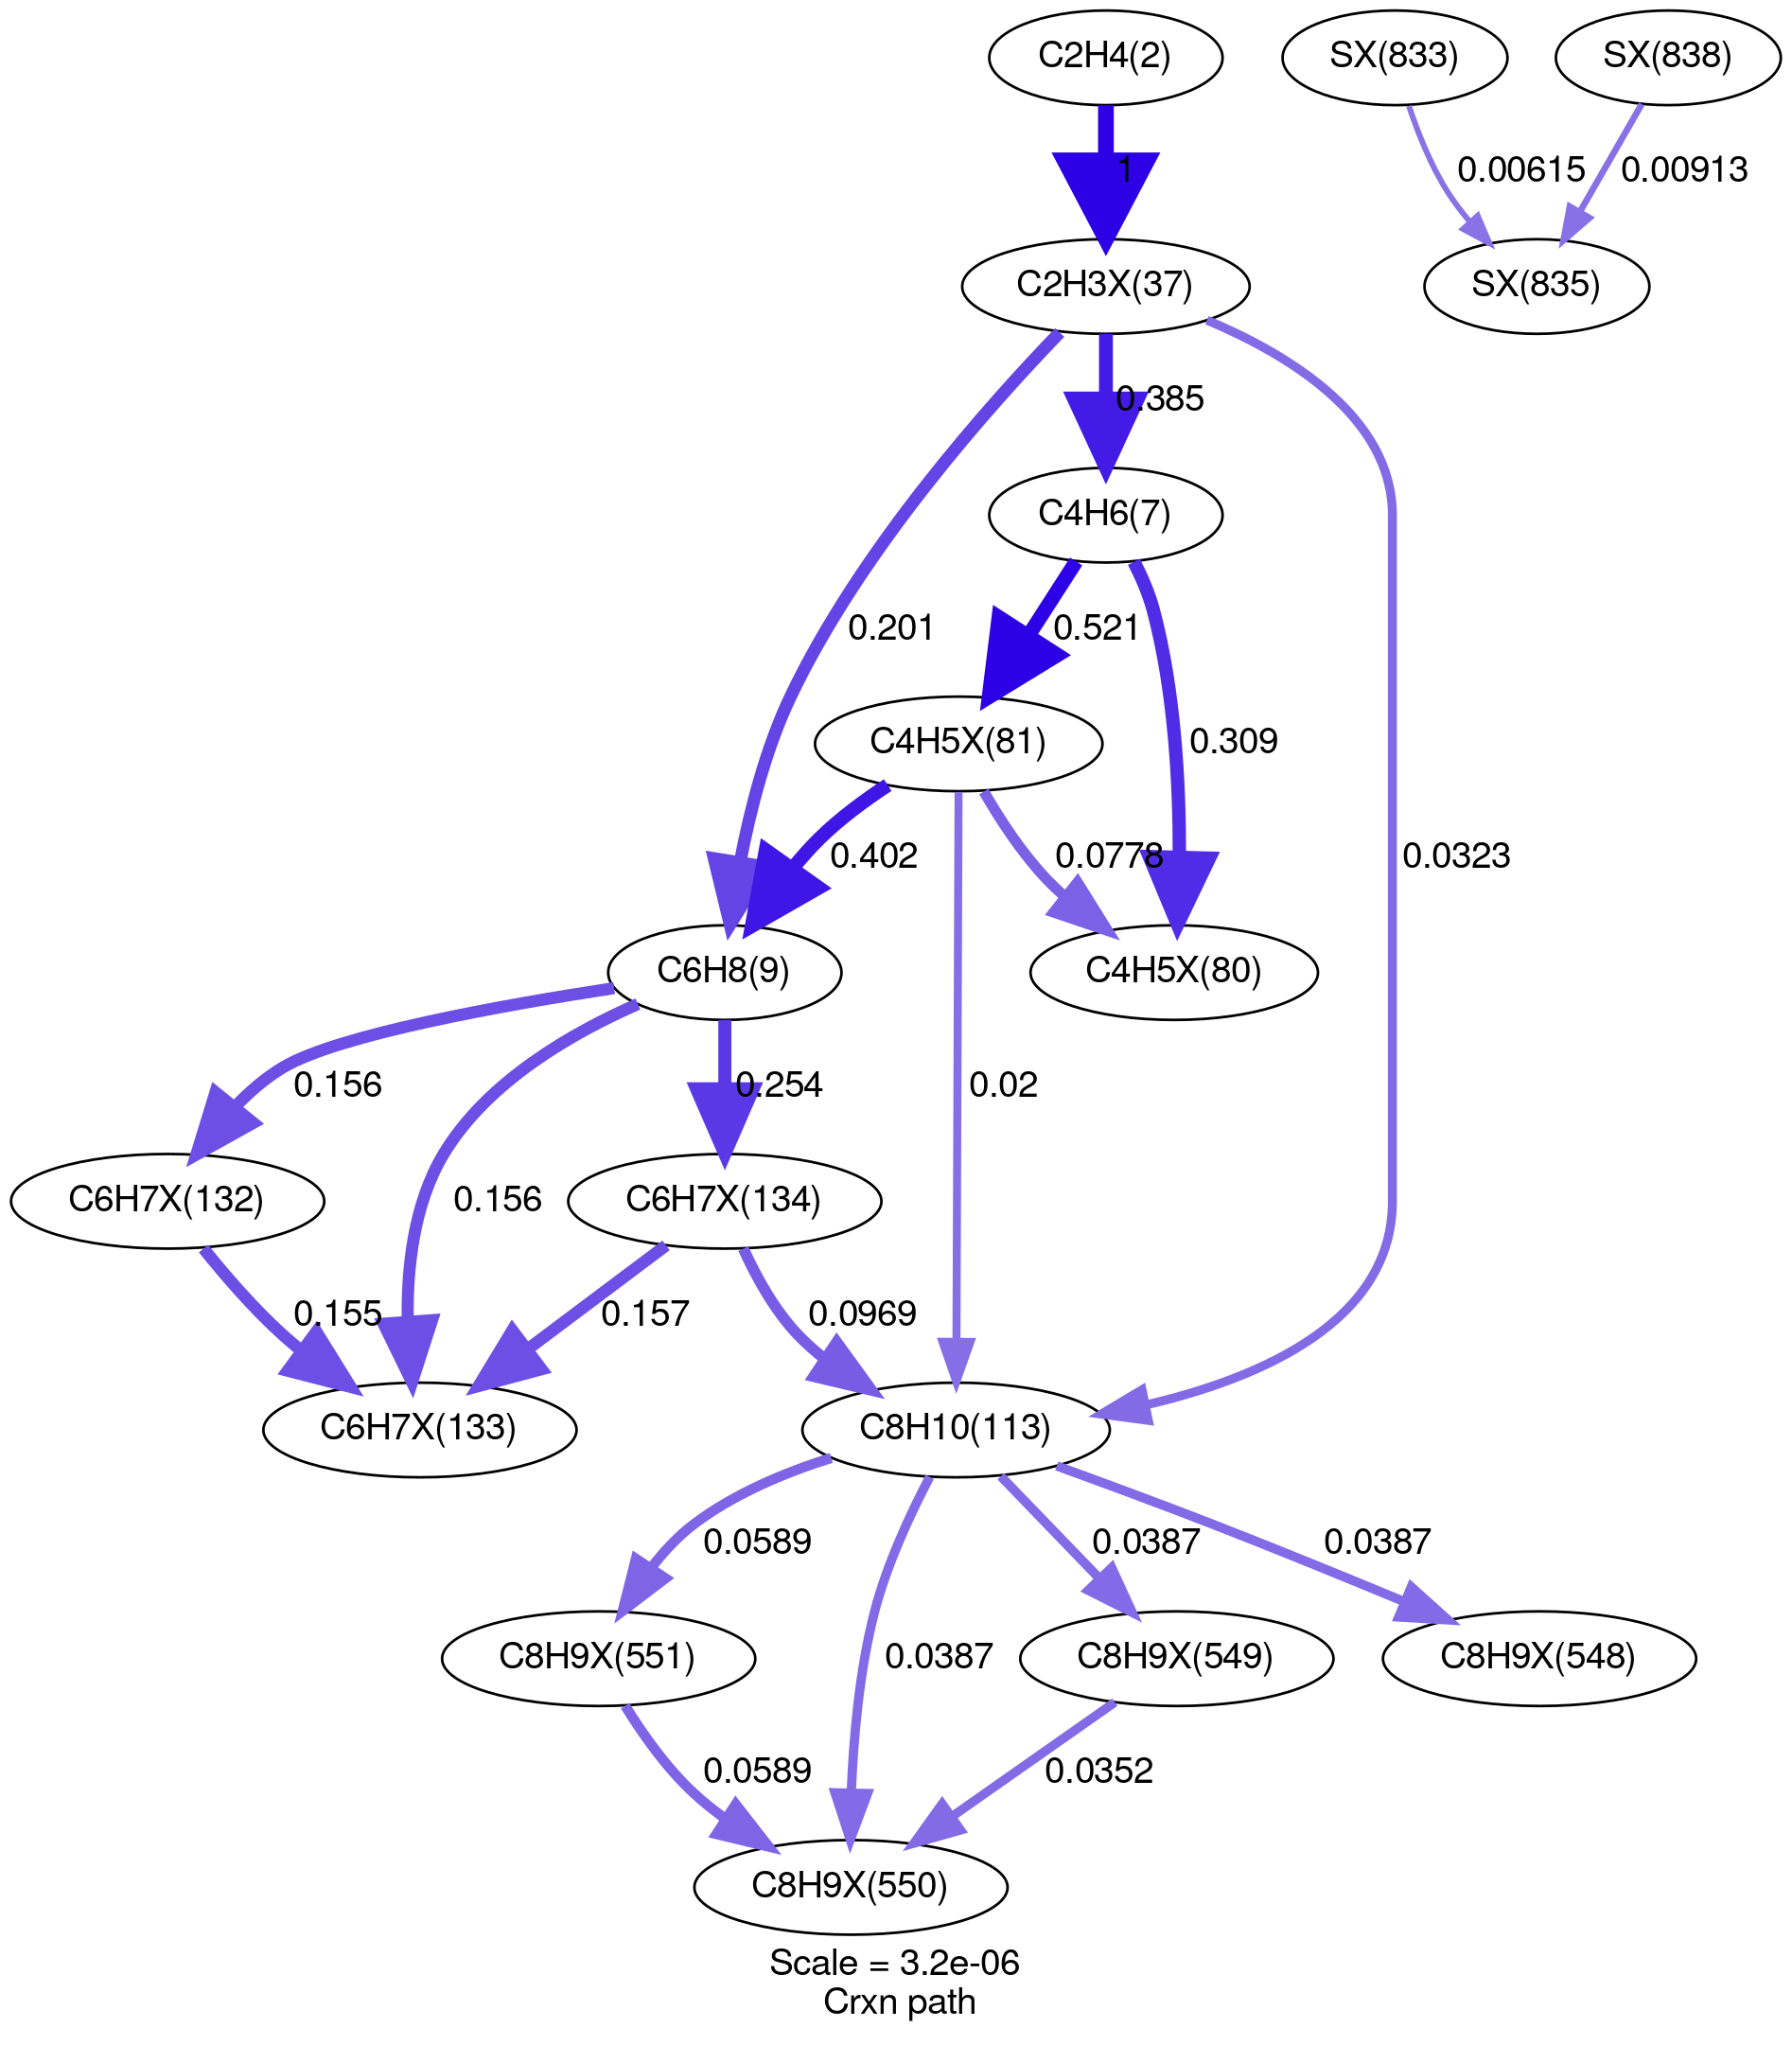 C2H4(2)
SX(833)
SX(838)
1
0.00615
0.00913
C2H3X(37)
SX(835)
0.385
C4H6(7)
0.201
0.521
C4H5X(81)
0.309
0.402
0.0778
0.0323
C6H8(9)
C4H5X(80)
0.156
0.254
0.02
C6H7X(132)
0.156
C6H7X(134)
0.155
0.157
0.0969
C6H7X(133)
C8H10(113)
0.0589
0.0387
0.0387
C8H9X(551)
0.0387
C8H9X(549)
C8H9X(548)
0.0589
0.0352
C8H9X(550)
Scale = 3.2e-06
Crxn path